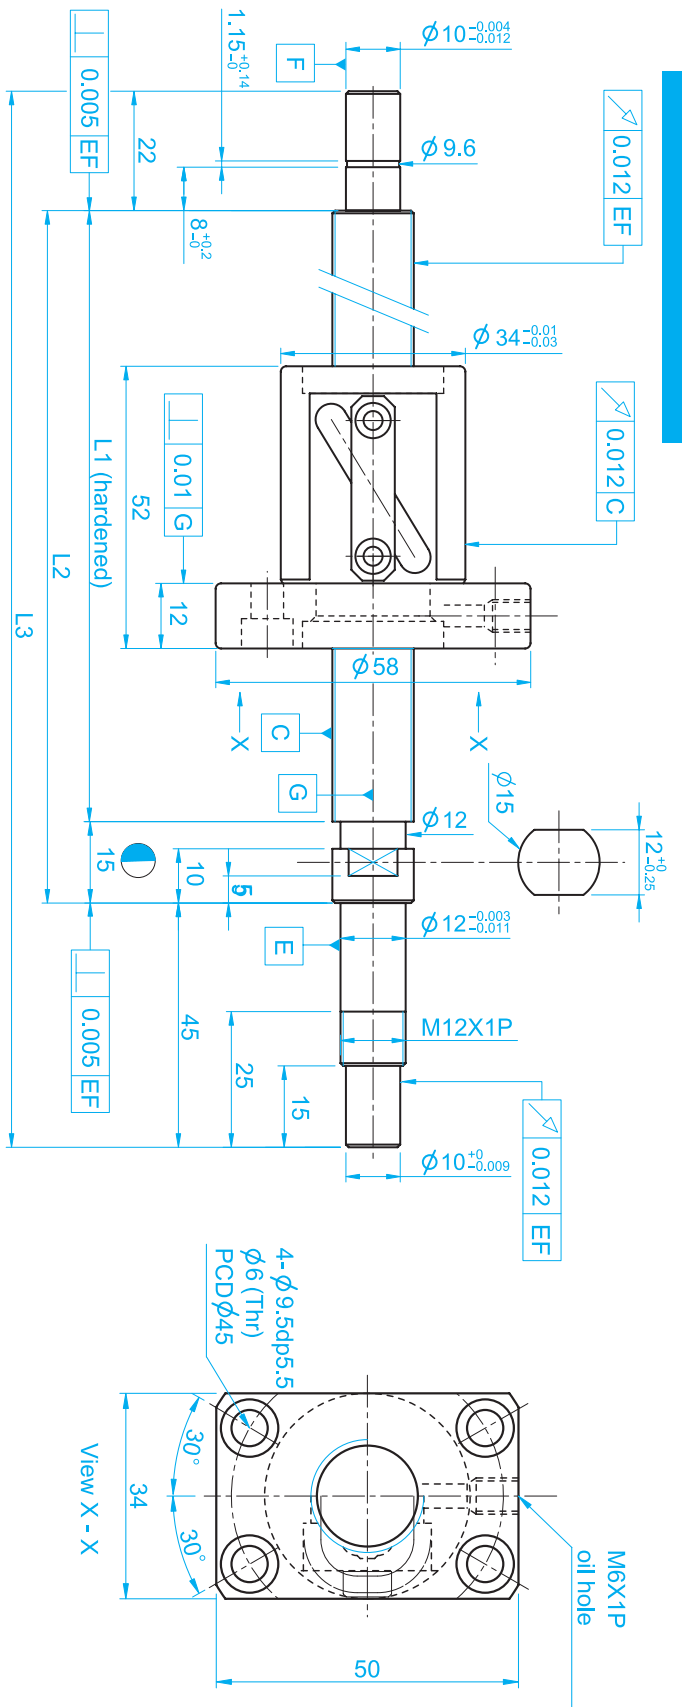 1.15 +0.14 -0
F
Ø10 -0.004 -0.012
0.005 EF
22
Ø9.6
0.012 EF
8 +0.2 -0
Ø34 -0.01 -0.03
0.01 G
0.012 C
L1 (hardened)
52
L2
L3
12
Ø58
X
X
C
G
Ø15
12 +0 -0.25
Ø12
15
10
5
E
Ø12 -0.003 -0.011
0.005 EF
45
25
M12X1P
15
Ø10 +0 -0.009
0.012 EF
4-Ø9.5dp5.5
Ø6 (Thr)
PCDØ45
30°
30°
34
View X - X
M6X1P
oil hole
50